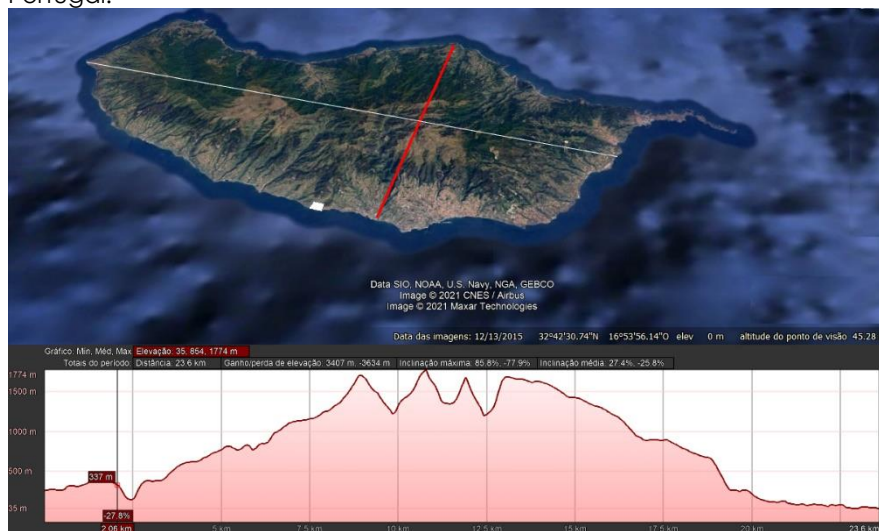 Portugal.
Data SIO, NOAA, U.S. Navy, NGA, GEBCO
Image © 2021 CNES / Airbus
Image © 2021 Maxar Technologies
Data das imagens: 12/13/2015 32°42'30.74"N 16°53'56.14"O elev 0 m altitude do ponto de visão 45.28
Gráfico: Min, Méd, Máx Elevação: 35, 864, 1774 m
Totais do período: Distância: 23.6 km Ganho/perda de elevação: 3407 m, -3634 m Inclinação máxima: 85.8%, -77.9% Inclinação média: 27.4%, -25.8%
1774 m
1500 m
1000 m
500 m
337 m
35 m
-27.8%
2.06 km 5 km 7.5 km 10 km 12.5 km 15 km 17.5 km 20 km 23.6 km